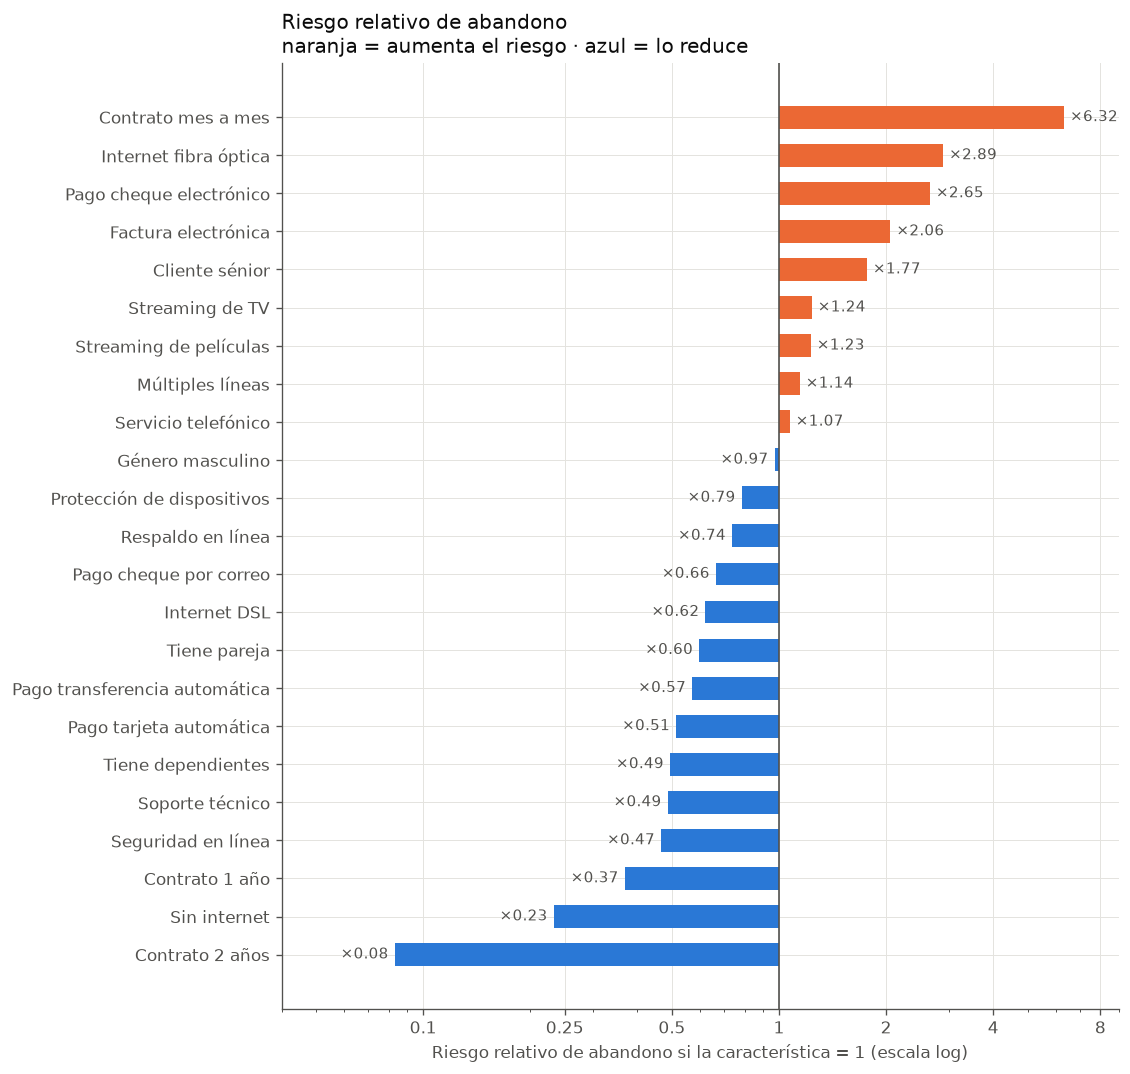 Riesgo relativo de abandono
naranja = aumenta el riesgo · azul = lo reduce
Contrato mes a mes ×6.32
Internet fibra óptica ×2.89
Pago cheque electrónico ×2.65
Factura electrónica ×2.06
Cliente sénior ×1.77
Streaming de TV ×1.24
Streaming de películas ×1.23
Múltiples líneas ×1.14
Servicio telefónico ×1.07
Género masculino ×0.97
Protección de dispositivos ×0.79
Respaldo en línea ×0.74
Pago cheque por correo ×0.66
Internet DSL ×0.62
Tiene pareja ×0.60
Pago transferencia automática ×0.57
Pago tarjeta automática ×0.51
Tiene dependientes ×0.49
Soporte técnico ×0.49
Seguridad en línea ×0.47
Contrato 1 año ×0.37
Sin internet ×0.23
Contrato 2 años ×0.08
0.1 0.25 0.5 1 2 4 8
Riesgo relativo de abandono si la característica = 1 (escala log)